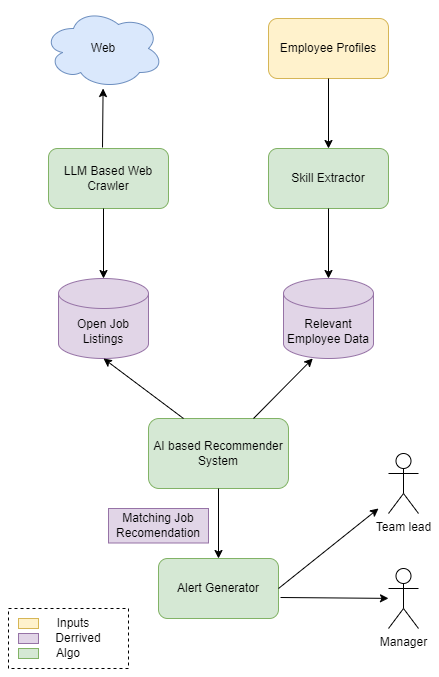 Web
Employee Profiles
LLM Based Web
Crawler
Skill Extractor
Open Job
Listings
Relevant
Employee Data
AI based Recommender
System
Matching Job
Recomendation
Team lead
Alert Generator
Manager
Inputs
Derrived
Algo